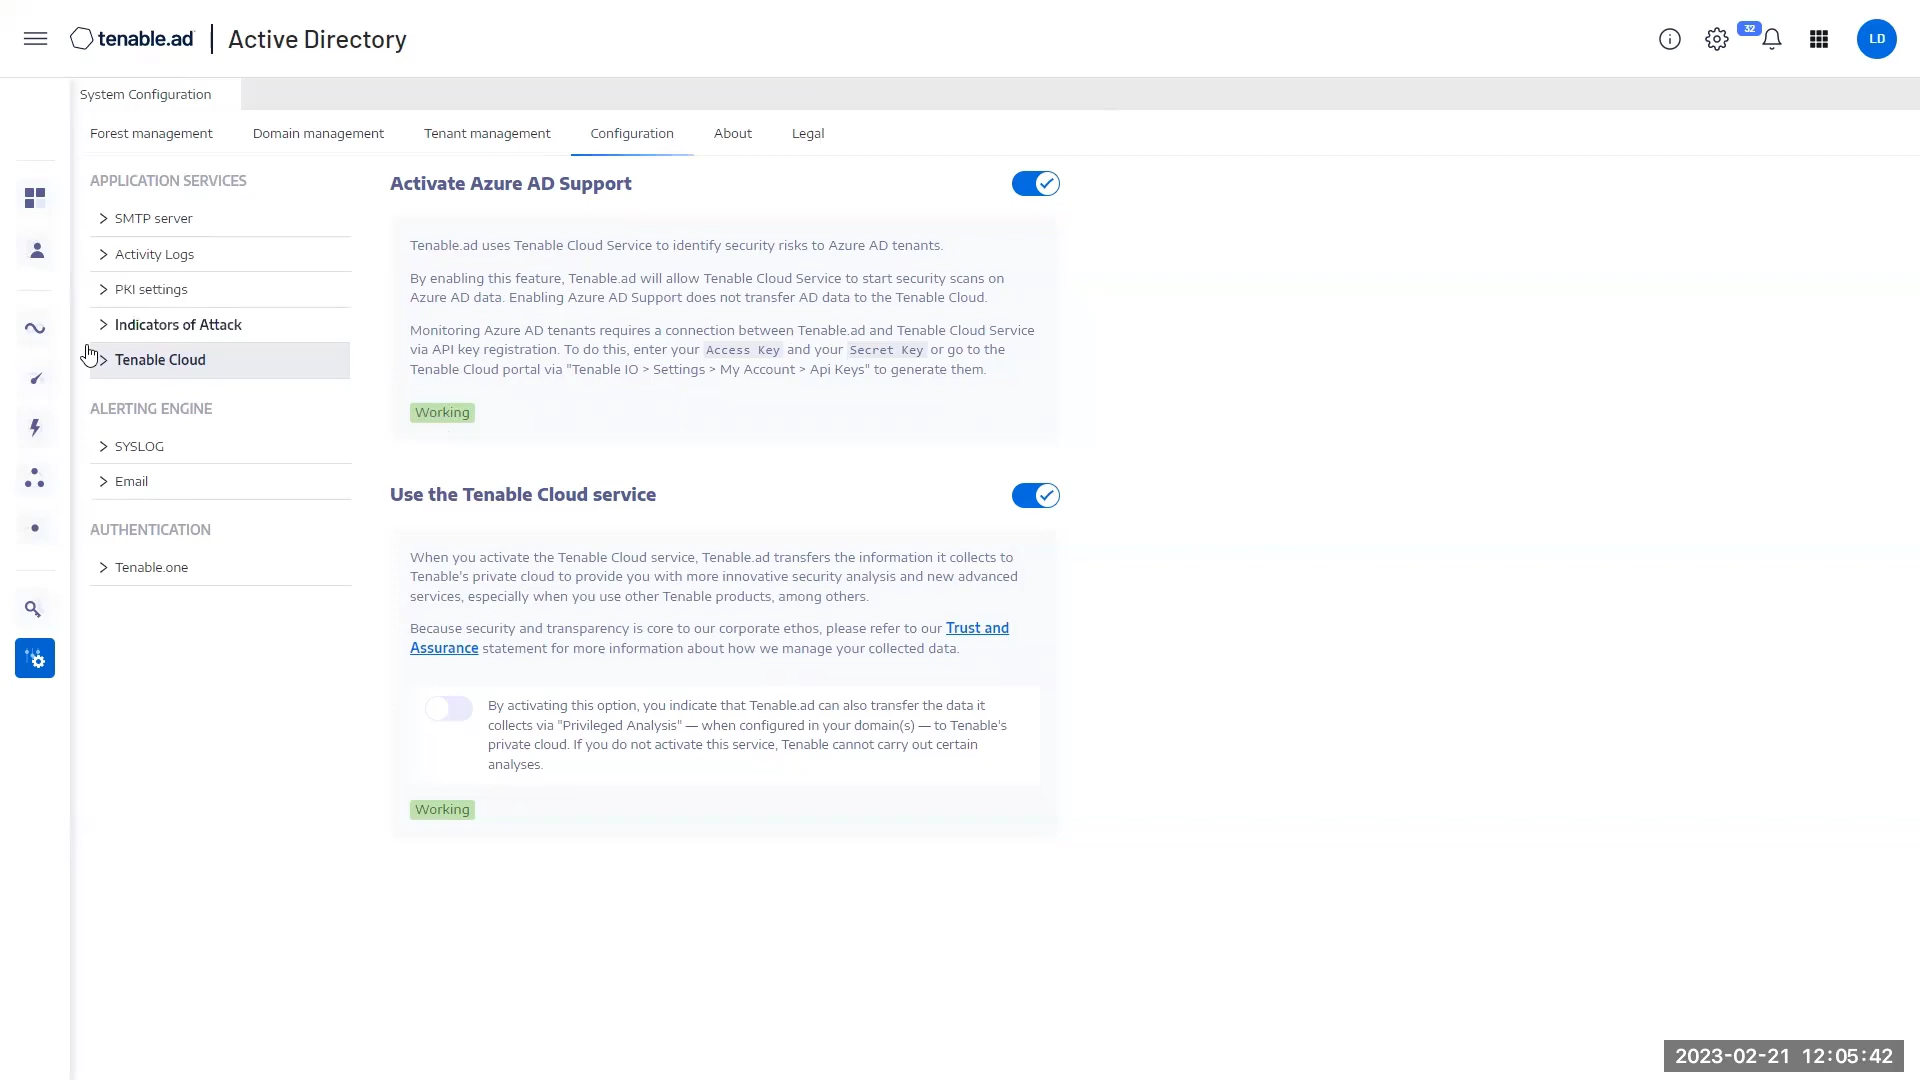 tenable.ad
Active Directory
32
LD
System Configuration
Forest management
Domain management
Tenant management
Configuration
About
Legal
APPLICATION SERVICES
SMTP server
Activity Logs
PKI settings
Indicators of Attack
Tenable Cloud
ALERTING ENGINE
SYSLOG
Email
AUTHENTICATION
Tenable.one
Activate Azure AD Support
Tenable.ad uses Tenable Cloud Service to identify security risks to Azure AD tenants.
By enabling this feature, Tenable.ad will allow Tenable Cloud Service to start security scans on
Azure AD data. Enabling Azure AD Support does not transfer AD data to the Tenable Cloud.
Monitoring Azure AD tenants requires a connection between Tenable.ad and Tenable Cloud Service
via API key registration. To do this, enter your Access Key and your Secret Key or go to the
Tenable Cloud portal via "Tenable IO > Settings > My Account > Api Keys" to generate them.
Working
Use the Tenable Cloud service
When you activate the Tenable Cloud service, Tenable.ad transfers the information it collects to
Tenable's private cloud to provide you with more innovative security analysis and new advanced
services, especially when you use other Tenable products, among others.
Because security and transparency is core to our corporate ethos, please refer to our Trust and
Assurance statement for more information about how we manage your collected data.
By activating this option, you indicate that Tenable.ad can also transfer the data it
collects via "Privileged Analysis" — when configured in your domain(s) — to Tenable's
private cloud. If you do not activate this service, Tenable cannot carry out certain
analyses.
Working
2023-02-21 12:05:42